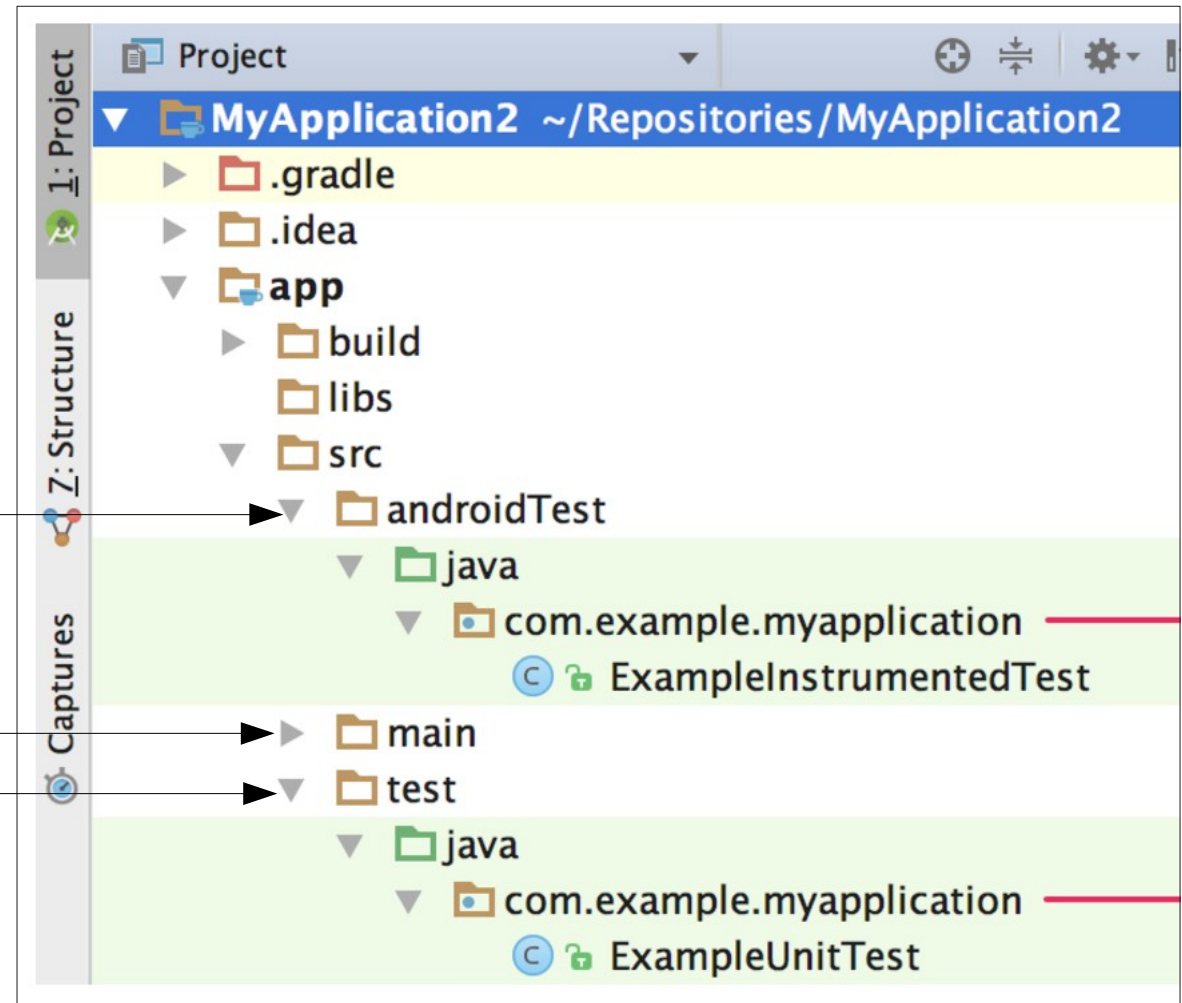 1: Project
7: Structure
Captures
Project
MyApplication2 ~/Repositories/MyApplication2
.gradle
.idea
app
build
libs
src
androidTest
java
com.example.myapplication
C ExampleInstrumentedTest
main
test
java
com.example.myapplication
C ExampleUnitTest